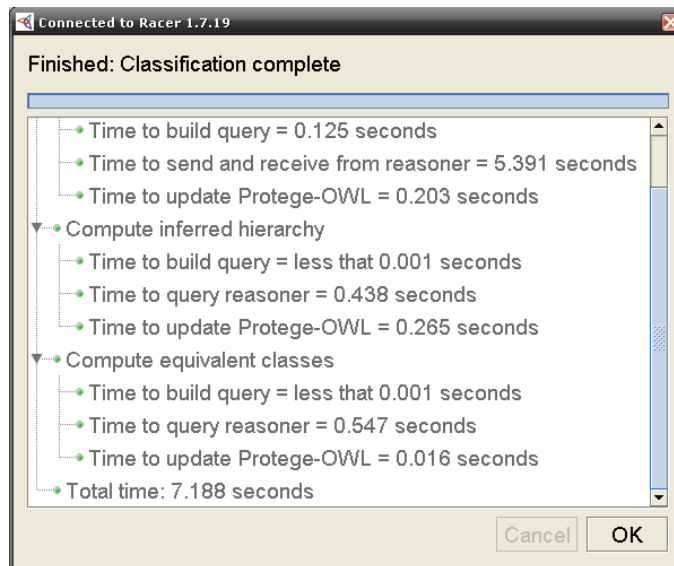 Connected to Racer 1.7.19
Finished: Classification complete
Time to build query = 0.125 seconds
Time to send and receive from reasoner = 5.391 seconds
Time to update Protege-OWL = 0.203 seconds
Compute inferred hierarchy
Time to build query = less that 0.001 seconds
Time to query reasoner = 0.438 seconds
Time to update Protege-OWL = 0.265 seconds
Compute equivalent classes
Time to build query = less that 0.001 seconds
Time to query reasoner = 0.547 seconds
Time to update Protege-OWL = 0.016 seconds
Total time: 7.188 seconds
Cancel OK